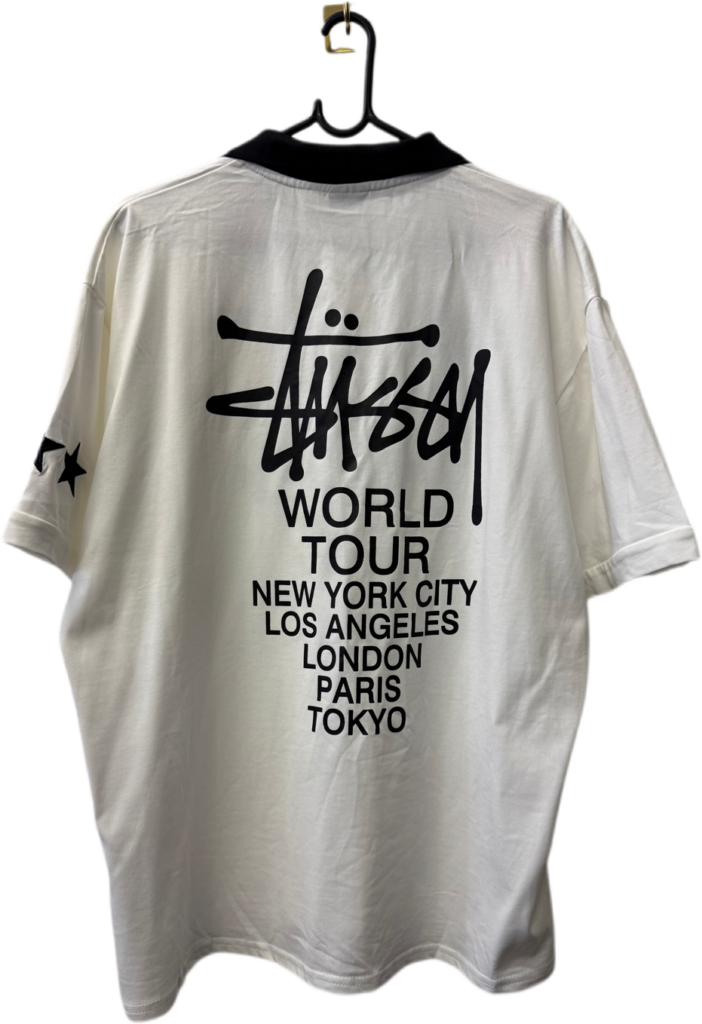 Stüssy
WORLD
TOUR
NEW YORK CITY
LOS ANGELES
LONDON
PARIS
TOKYO